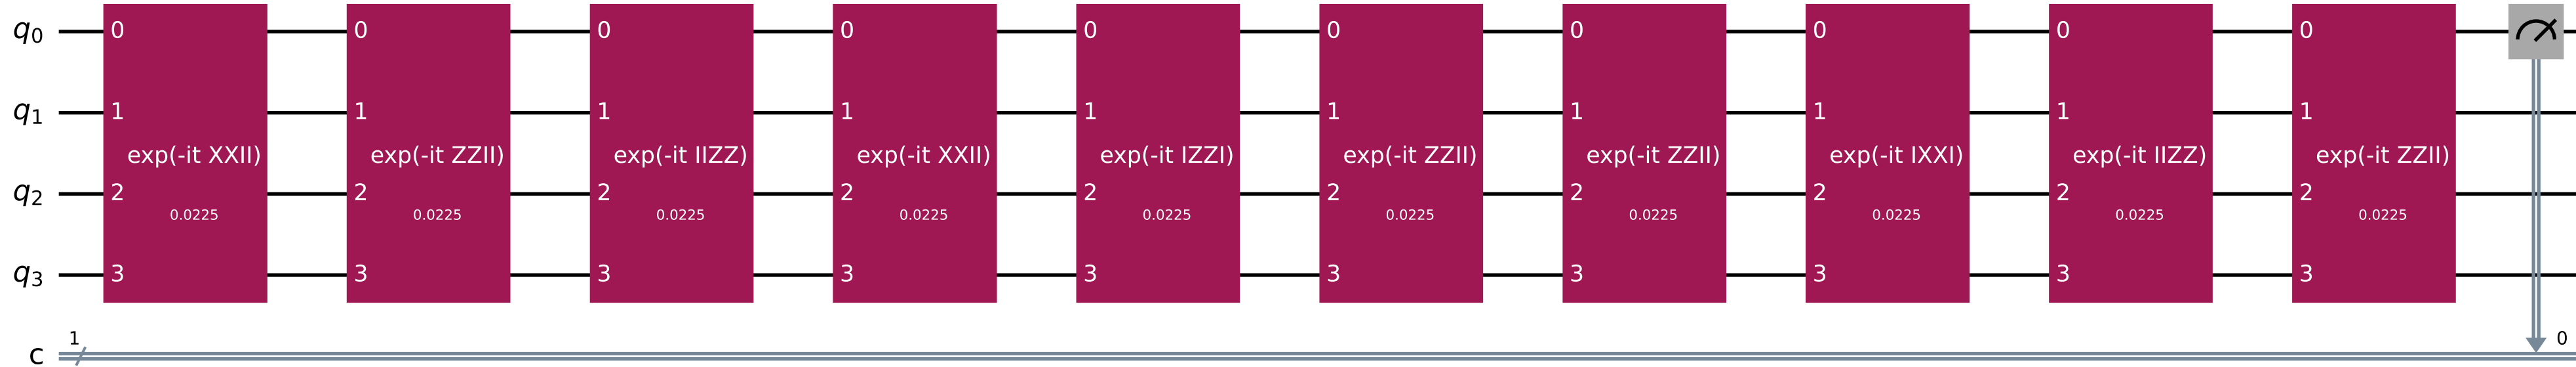 q0 0 0 0 0 0 0 0 0 0 0
q1 1 1 1 1 1 1 1 1 1 1
exp(-it XXII) exp(-it ZZII) exp(-it IIZZ) exp(-it XXII) exp(-it IZZI) exp(-it ZZII) exp(-it ZZII) exp(-it IXXI) exp(-it IIZZ) exp(-it ZZII)
q2 2 2 2 2 2 2 2 2 2 2
0.0225 0.0225 0.0225 0.0225 0.0225 0.0225 0.0225 0.0225 0.0225 0.0225
q3 3 3 3 3 3 3 3 3 3 3
1 0
c